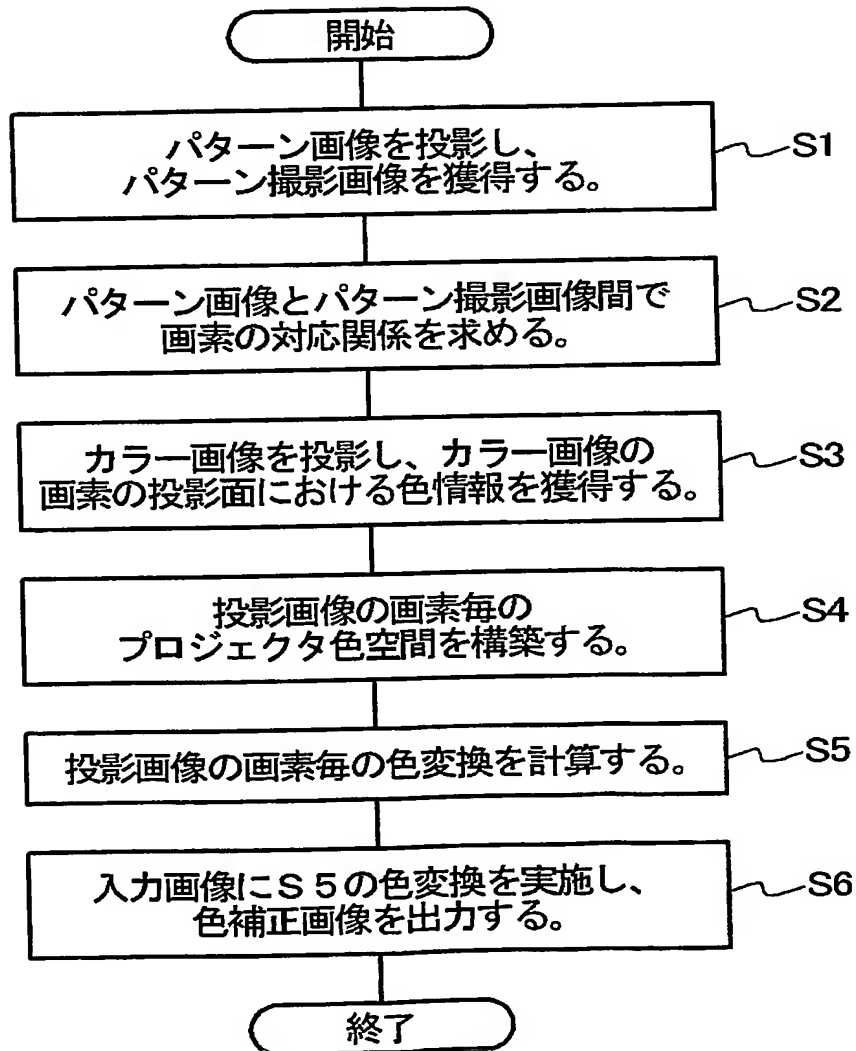 開始
パターン画像を投影し、
パターン撮影画像を獲得する。
S1
パターン画像とパターン撮影画像間で
画素の対応関係を求める。
S2
カラー画像を投影し、カラー画像の
画素の投影面における色情報を獲得する。
S3
投影画像の画素毎の
プロジェクタ色空間を構築する。
S4
投影画像の画素毎の色変換を計算する。
S5
入力画像にS5の色変換を実施し、
色補正画像を出力する。
S6
終了